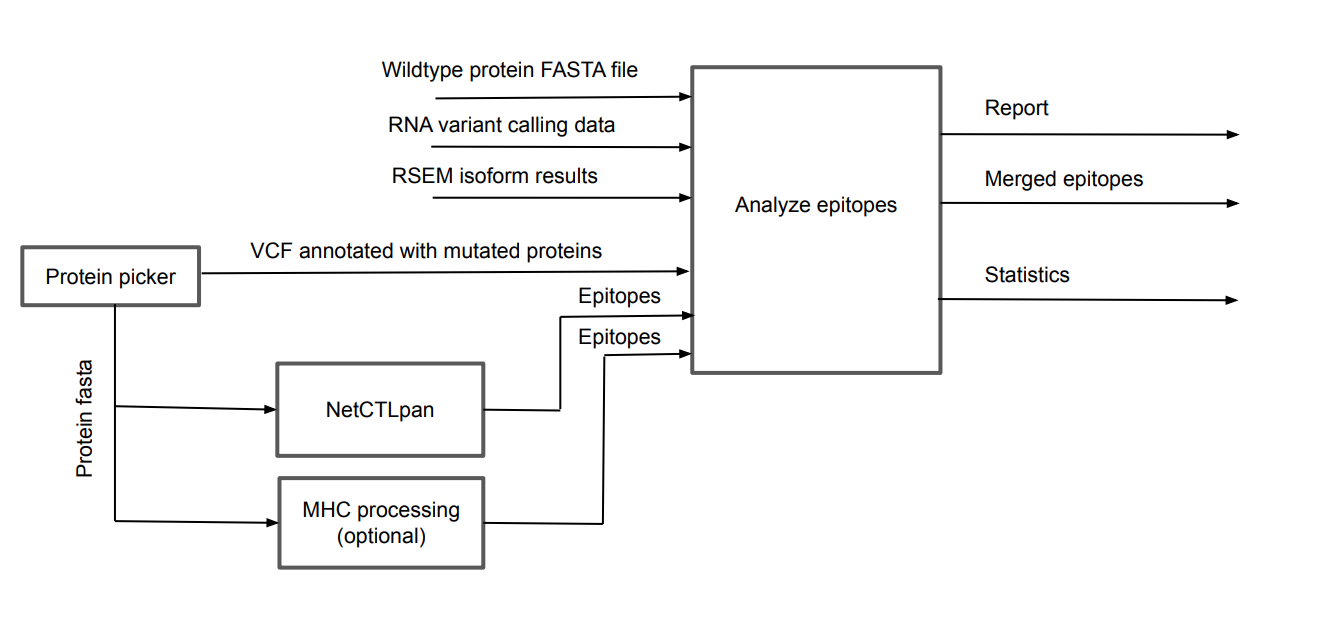 Wildtype protein FASTA file
RNA variant calling data
RSEM isoform results
VCF annotated with mutated proteins
Protein picker
Epitopes
Epitopes
Protein fasta
NetCTLpan
MHC processing
(optional)
Analyze epitopes
Report
Merged epitopes
Statistics